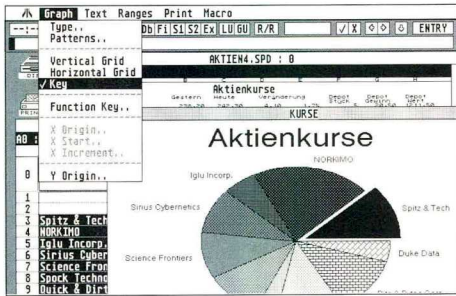 Graph Text Ranges Print Macro
Db Fi S1 S2 Ex LU GU R/R ENTRY
Type..
Patterns..
Vertical Grid
Horizontal Grid
√ Key
Function Key..
X Origin..
X Start..
X Increment..
Y Origin..
AKTIEN4.SPD : 0
Aktienkurse
Gestern Heute Veränderung Depot Stück Depot Gewinn Depot Wert
KURSE
A0 :
Aktienkurse
NORKIMO
Iglu Incorp.
Sirius Cybernetics
Spitz & Tech
Duke Data
Science Frontiers
0
1
2
3 Spitz & Tech
4 NORKIMO
5 Iglu Incorp.
6 Sirius Cyber
7 Science Fron
8 Spock Techno
9 Quick & Dirt